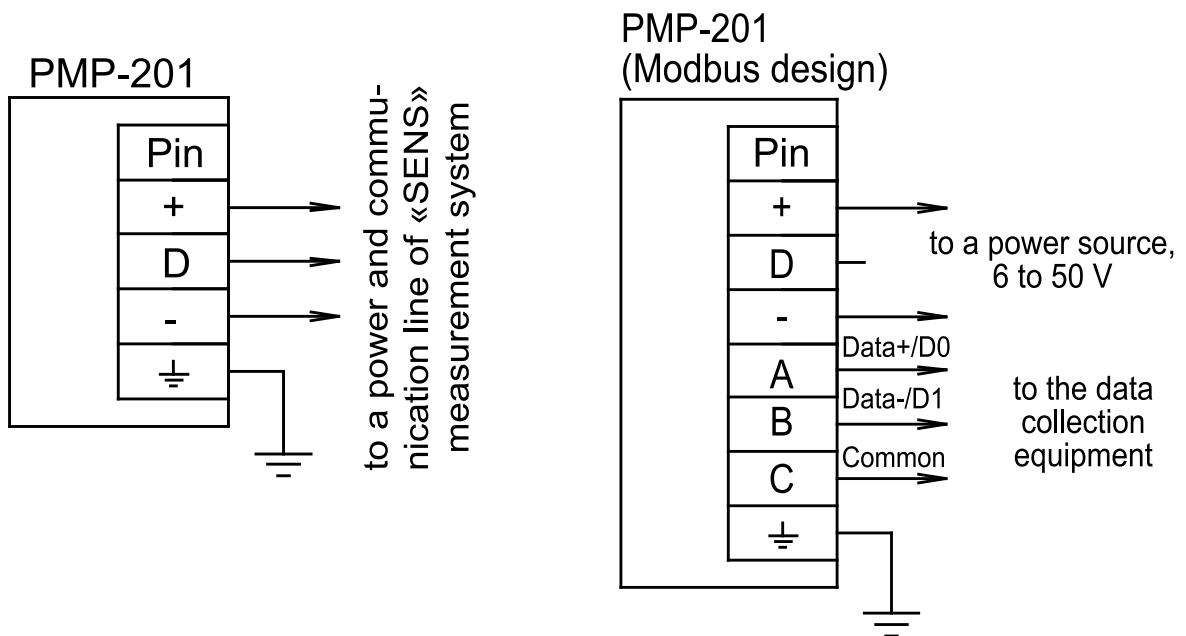 PMP-201
Pin
+
D
-
to a power and commu-
nication line of «SENS»
measurement system
PMP-201
(Modbus design)
Pin
+
D
-
A
B
C
to a power source,
6 to 50 V
Data+/D0
Data-/D1
Common
to the data
collection
equipment